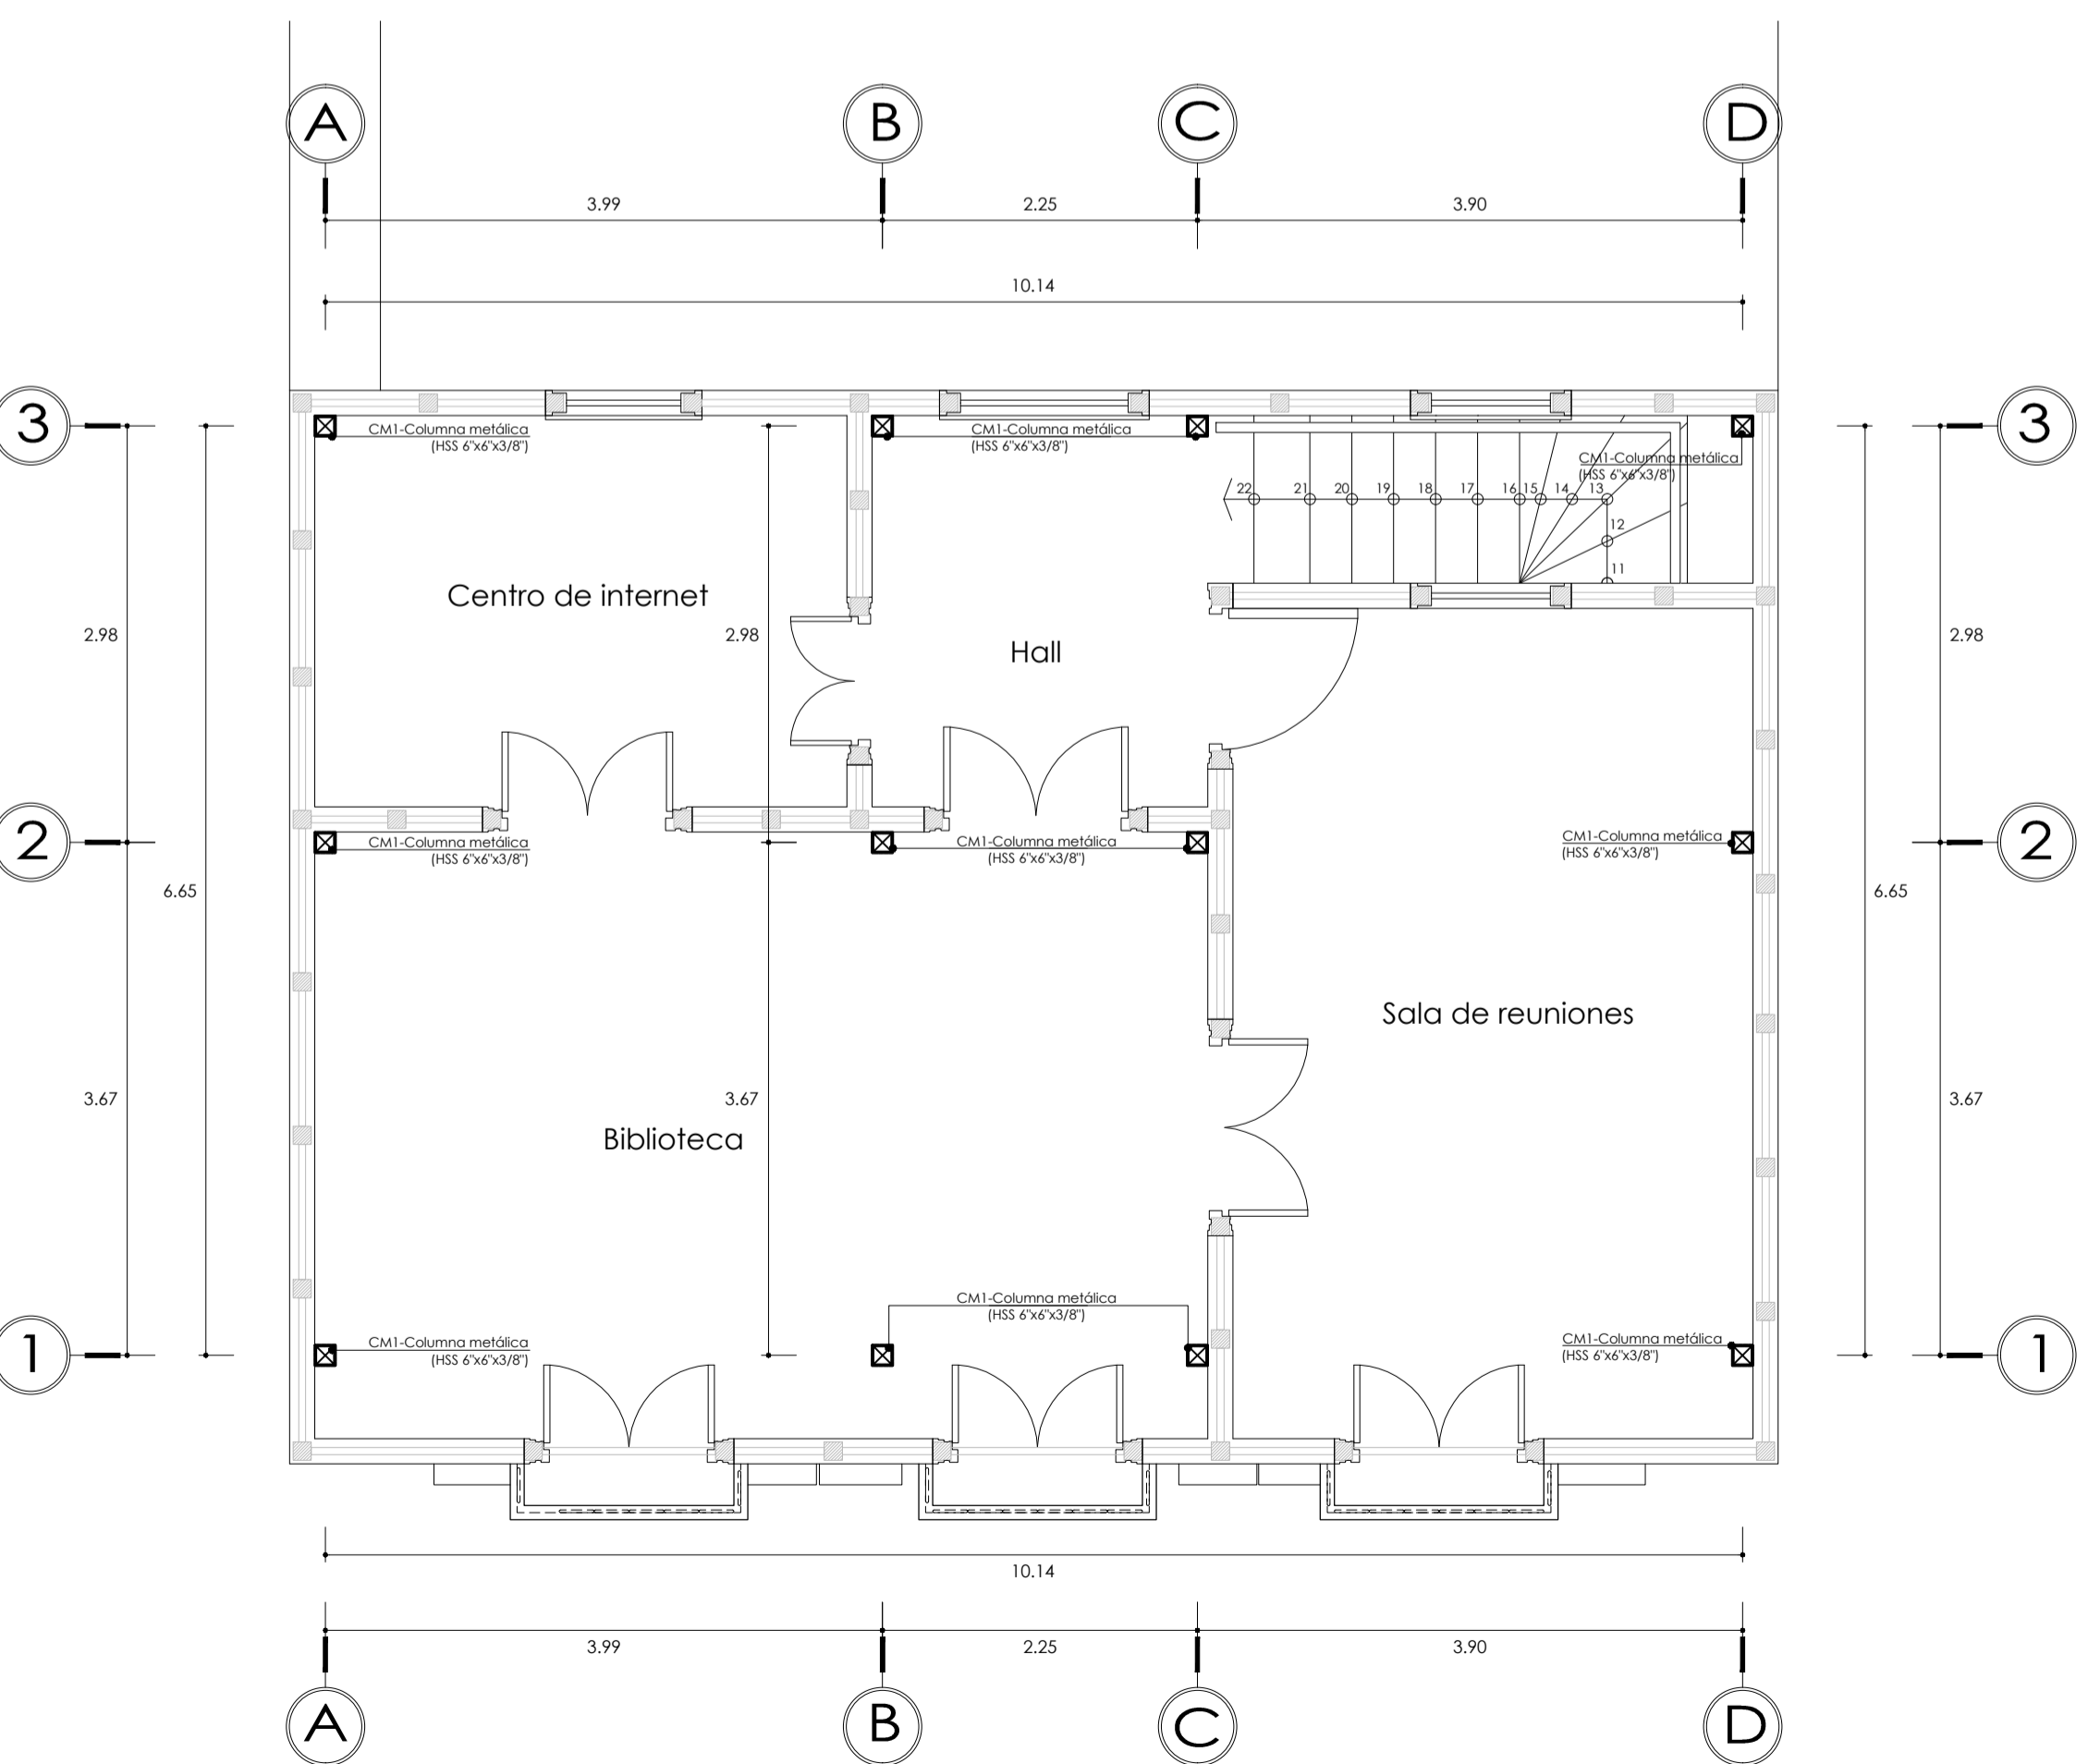 A B C D
3.99 2.25 3.90
10.14
3 3
CM1-Columna metálica CM1-Columna metálica
(HSS 6"x6"x3/8") (HSS 6"x6"x3/8")
CM1-Columna metálica
(HSS 6"x6"x3/8")
22 21 20 19 18 17 16 15 14 13
12
11
Centro de internet
2.98 2.98 2.98
Hall
2 2
CM1-Columna metálica CM1-Columna metálica CM1-Columna metálica
(HSS 6"x6"x3/8") (HSS 6"x6"x3/8") (HSS 6"x6"x3/8")
6.65 6.65
Sala de reuniones
3.67 3.67 3.67
Biblioteca
CM1-Columna metálica
(HSS 6"x6"x3/8")
1 1
CM1-Columna metálica CM1-Columna metálica
(HSS 6"x6"x3/8") (HSS 6"x6"x3/8")
10.14
3.99 2.25 3.90
A B C D